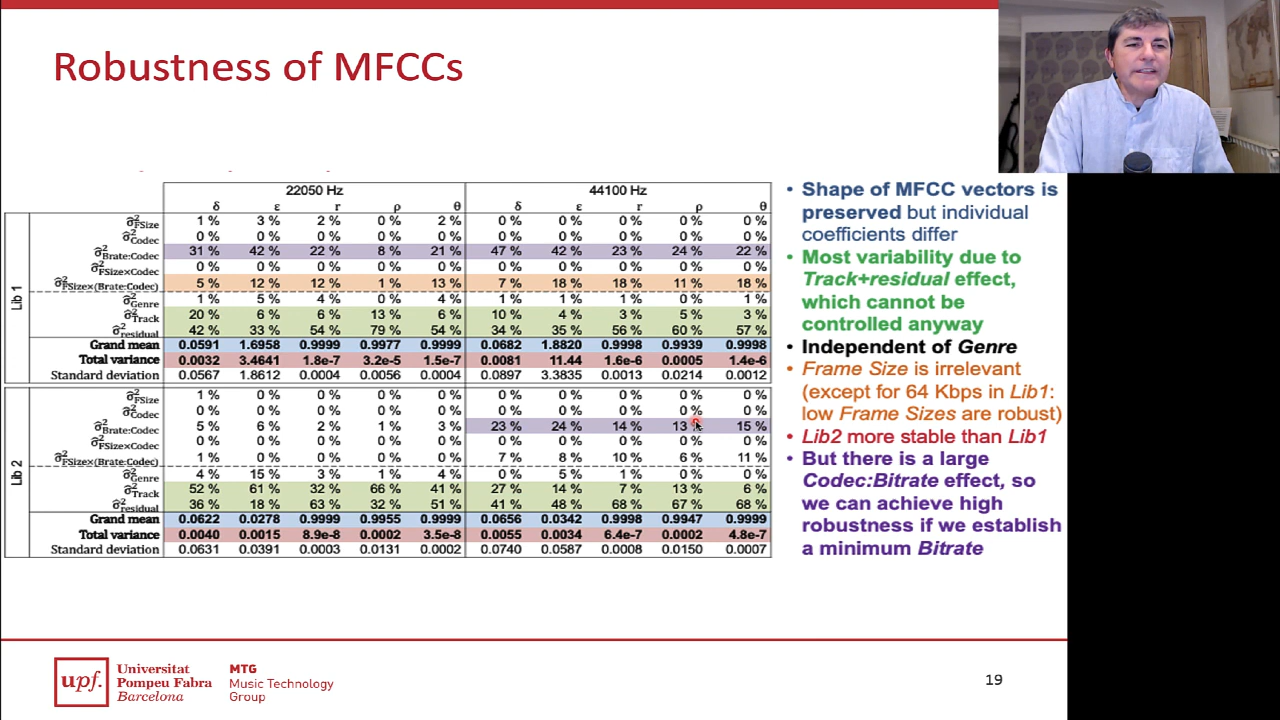 Robustness of MFCCs
22050 Hz 44100 Hz
δ ε r ρ θ δ ε r ρ θ
Lib 1
σ̂²FSize 1 % 3 % 2 % 0 % 2 % 0 % 0 % 0 % 0 % 0 %
σ̂²Codec 0 % 0 % 0 % 0 % 0 % 0 % 0 % 0 % 0 % 0 %
σ̂²Brate:Codec 31 % 42 % 22 % 8 % 21 % 47 % 42 % 23 % 24 % 22 %
σ̂²FSize×Codec 0 % 0 % 0 % 0 % 0 % 0 % 0 % 0 % 0 % 0 %
σ̂²FSize×(Brate:Codec) 5 % 12 % 12 % 1 % 13 % 7 % 18 % 18 % 11 % 18 %
σ̂²Genre 1 % 5 % 4 % 0 % 4 % 1 % 1 % 1 % 0 % 1 %
σ̂²Track 20 % 6 % 6 % 13 % 6 % 10 % 4 % 3 % 5 % 3 %
σ̂²residual 42 % 33 % 54 % 79 % 54 % 34 % 35 % 56 % 60 % 57 %
Grand mean 0.0591 1.6958 0.9999 0.9977 0.9999 0.0682 1.8820 0.9998 0.9939 0.9998
Total variance 0.0032 3.4641 1.8e-7 3.2e-5 1.5e-7 0.0081 11.44 1.6e-6 0.0005 1.4e-6
Standard deviation 0.0567 1.8612 0.0004 0.0056 0.0004 0.0897 3.3835 0.0013 0.0214 0.0012
Lib 2
σ̂²FSize 1 % 0 % 0 % 0 % 0 % 0 % 0 % 0 % 0 % 0 %
σ̂²Codec 0 % 0 % 0 % 0 % 0 % 0 % 0 % 0 % 0 % 0 %
σ̂²Brate:Codec 5 % 6 % 2 % 1 % 3 % 23 % 24 % 14 % 13 % 15 %
σ̂²FSize×Codec 0 % 0 % 0 % 0 % 0 % 0 % 0 % 0 % 0 % 0 %
σ̂²FSize×(Brate:Codec) 1 % 0 % 0 % 0 % 0 % 7 % 8 % 10 % 6 % 11 %
σ̂²Genre 4 % 15 % 3 % 1 % 4 % 0 % 5 % 1 % 0 % 0 %
σ̂²Track 52 % 61 % 32 % 66 % 41 % 27 % 14 % 7 % 13 % 6 %
σ̂²residual 36 % 18 % 63 % 32 % 51 % 41 % 48 % 68 % 67 % 68 %
Grand mean 0.0622 0.0278 0.9999 0.9955 0.9999 0.0656 0.0342 0.9998 0.9947 0.9999
Total variance 0.0040 0.0015 8.9e-8 0.0002 3.5e-8 0.0055 0.0034 6.4e-7 0.0002 4.8e-7
Standard deviation 0.0631 0.0391 0.0003 0.0131 0.0002 0.0740 0.0587 0.0008 0.0150 0.0007
• Shape of MFCC vectors is
preserved but individual
coefficients differ
• Most variability due to
Track+residual effect,
which cannot be
controlled anyway
• Independent of Genre
• Frame Size is irrelevant
(except for 64 Kbps in Lib1:
low Frame Sizes are robust)
• Lib2 more stable than Lib1
• But there is a large
Codec:Bitrate effect, so
we can achieve high
robustness if we establish
a minimum Bitrate
upf.
Universitat
Pompeu Fabra
Barcelona
MTG
Music Technology
Group
19